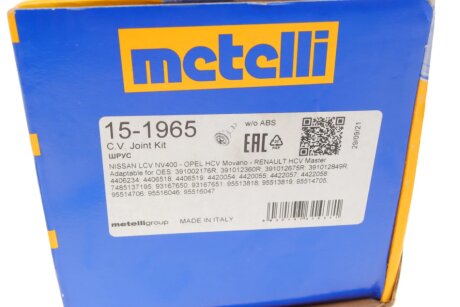 metelli
15-1965
w/o ABS
C.V. Joint Kit
ШРУС
EAC
29/09/21
NISSAN LCV NV400 - OPEL HCV Movano - RENAULT HCV Master
Adaptable for OES: 391002176R; 391012360R; 391012675R; 391012849R;
4406234; 4406518; 4406519; 4420054; 4420055; 4422057; 4422058;
7485137195; 93167650; 93167651; 95513818; 95513819; 95514705;
95514706; 95516046; 95516047
metelligroup
MADE IN ITALY